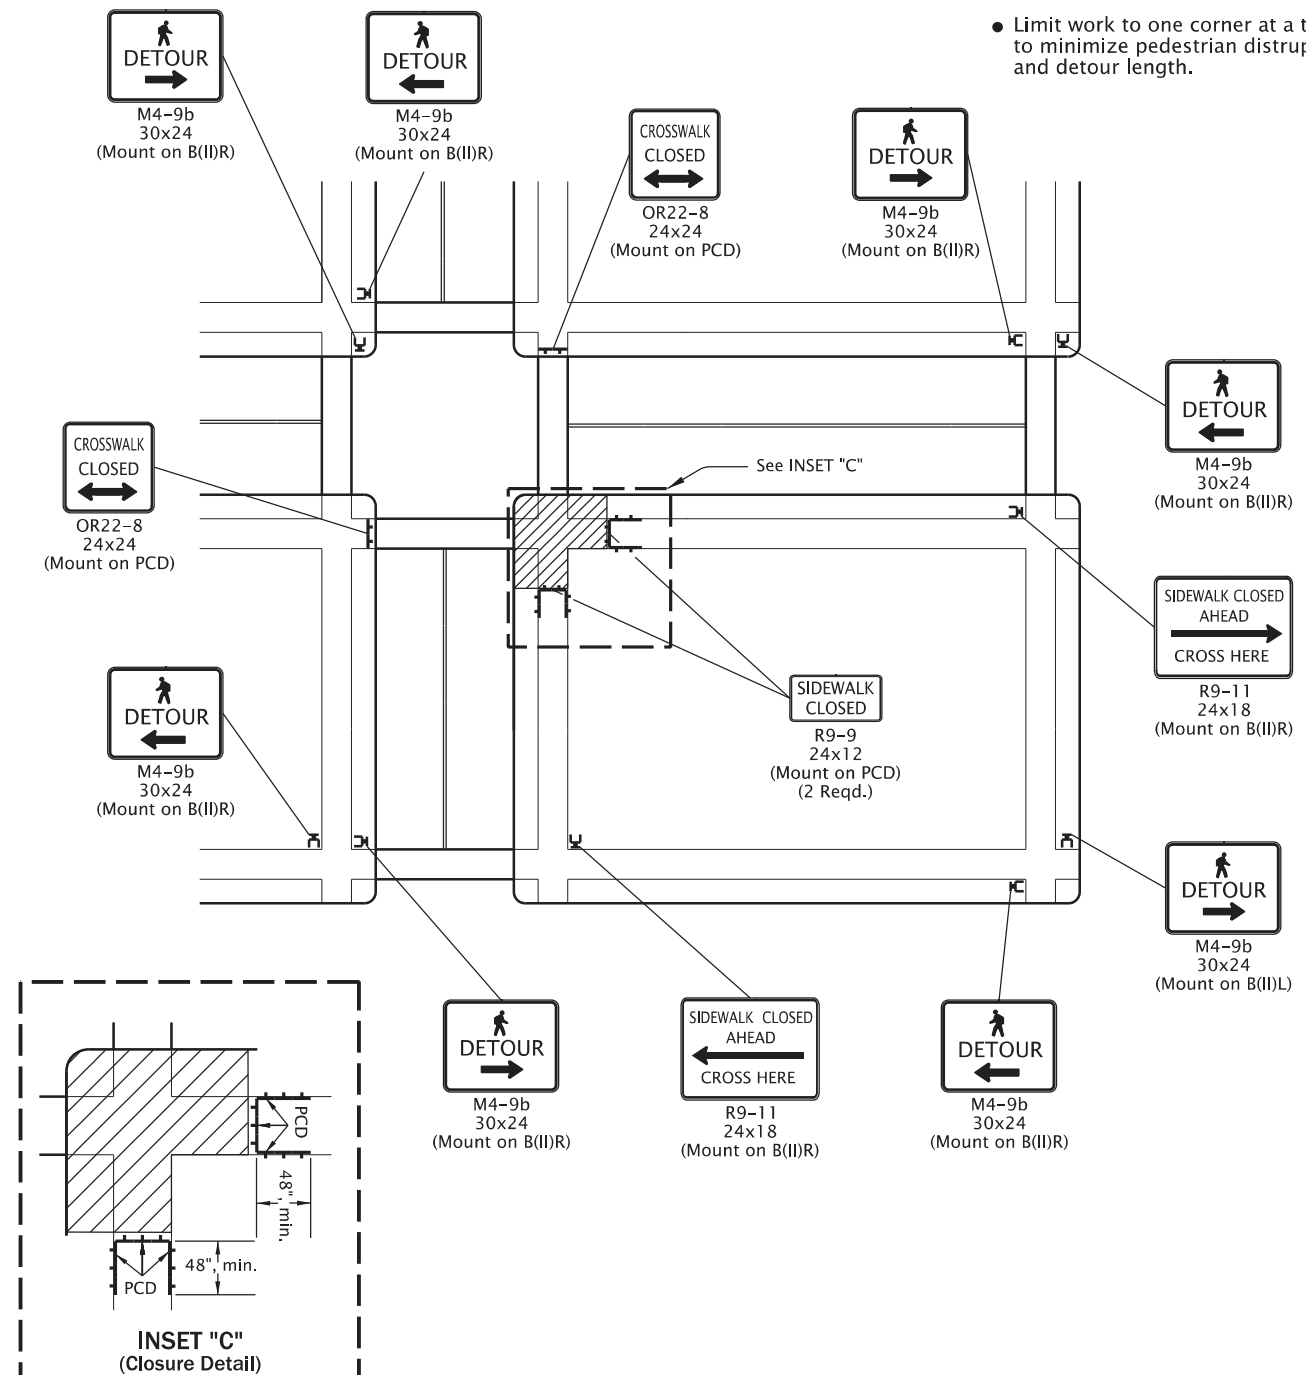 ● Limit work to one corner at a t
to minimize pedestrian distrup
and detour length.
DETOUR
M4-9b
30x24
(Mount on B(II)R)
DETOUR
M4-9b
30x24
(Mount on B(II)R)
CROSSWALK
CLOSED
OR22-8
24x24
(Mount on PCD)
DETOUR
M4-9b
30x24
(Mount on B(II)R)
DETOUR
M4-9b
30x24
(Mount on B(II)R)
CROSSWALK
CLOSED
OR22-8
24x24
(Mount on PCD)
See INSET "C"
SIDEWALK CLOSED
AHEAD
CROSS HERE
R9-11
24x18
(Mount on B(II)R)
DETOUR
M4-9b
30x24
(Mount on B(II)R)
SIDEWALK
CLOSED
R9-9
24x12
(Mount on PCD)
(2 Reqd.)
DETOUR
M4-9b
30x24
(Mount on B(II)L)
DETOUR
M4-9b
30x24
(Mount on B(II)R)
SIDEWALK CLOSED
AHEAD
CROSS HERE
R9-11
24x18
(Mount on B(II)R)
DETOUR
M4-9b
30x24
(Mount on B(II)R)
PCD
48", min.
48", min.
PCD
INSET "C"
(Closure Detail)